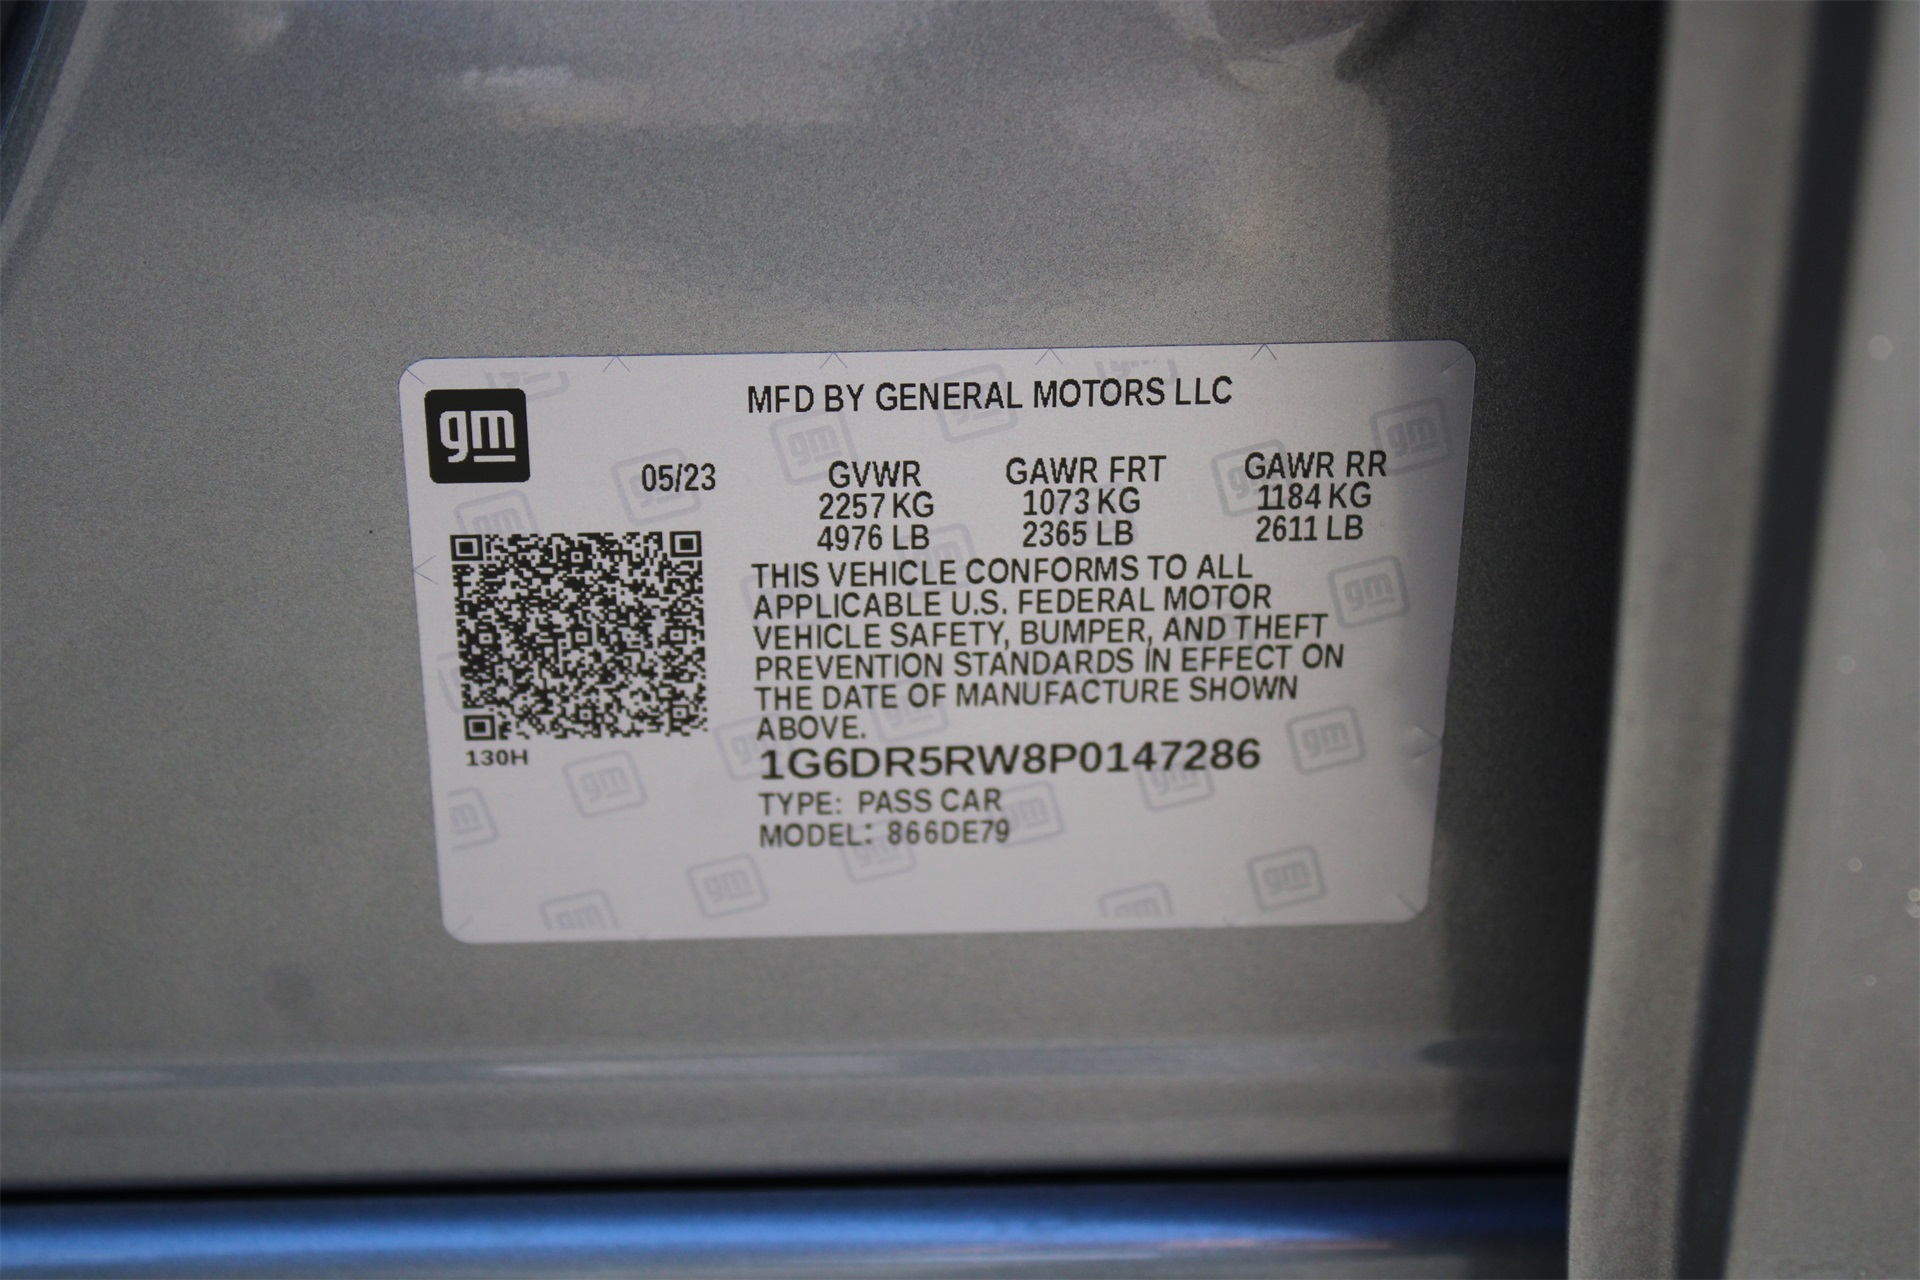 gm
MFD BY GENERAL MOTORS LLC
05/23
GVWR GAWR FRT GAWR RR
2257 KG 1073 KG 1184 KG
4976 LB 2365 LB 2611 LB
THIS VEHICLE CONFORMS TO ALL
APPLICABLE U.S. FEDERAL MOTOR
VEHICLE SAFETY, BUMPER, AND THEFT
PREVENTION STANDARDS IN EFFECT ON
THE DATE OF MANUFACTURE SHOWN
ABOVE.
130H
1G6DR5RW8P0147286
TYPE: PASS CAR
MODEL: 866DE79